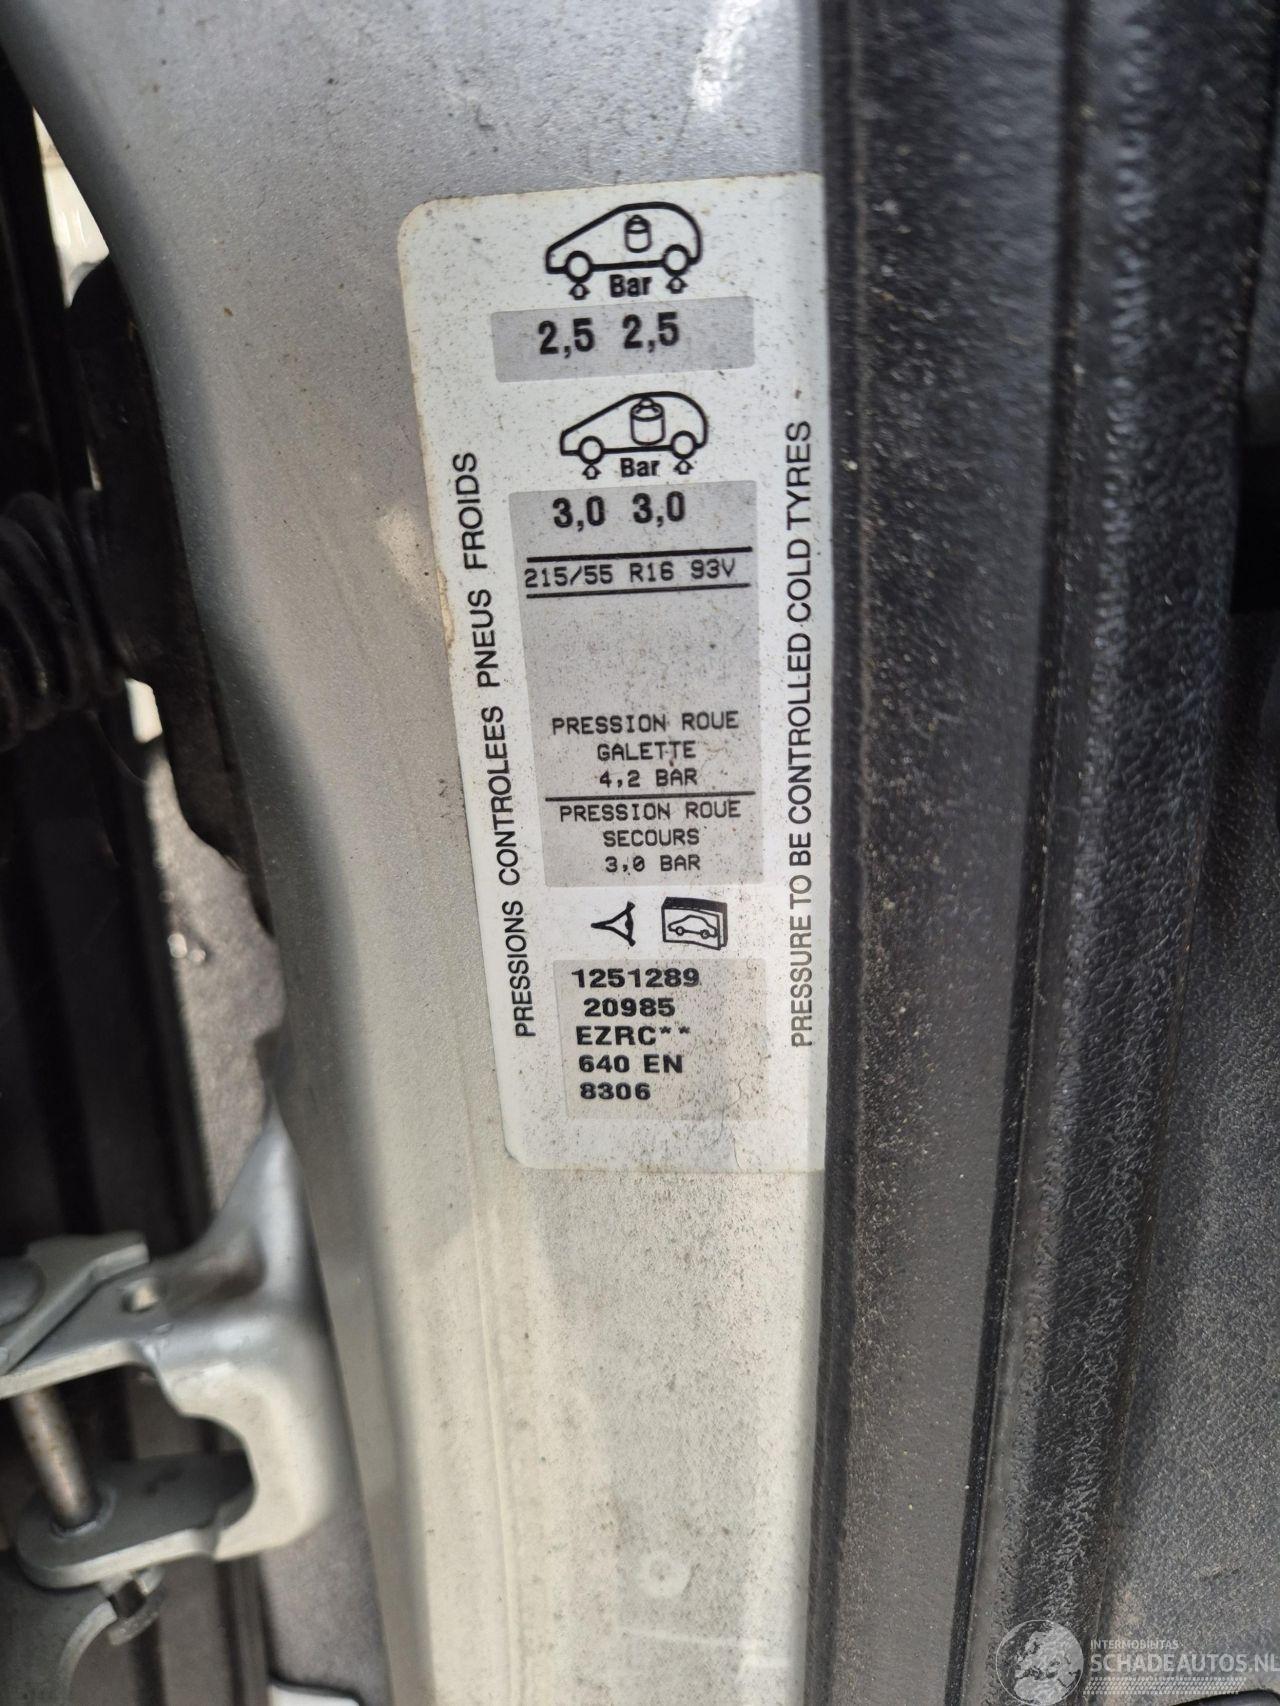 Bar
2,5 2,5
Bar
3,0 3,0
215/55 R16 93V
PRESSION ROUE
GALETTE
4,2 BAR
PRESSION ROUE
SECOURS
3,0 BAR
1251289
20985
EZRC**
640 EN
8306
PRESSIONS CONTROLEES PNEUS FROIDS
PRESSURE TO BE CONTROLLED COLD TYRES
INTERMOBINTAS
SCHADEAUTOS.NL